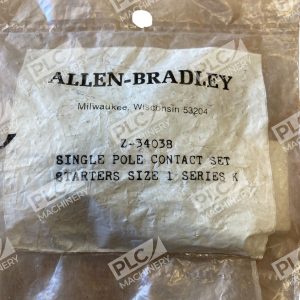 ALLEN-BRADLEY
Milwaukee, Wisconsin 53204
Z-34038
SINGLE POLE CONTACT SET
STARTERS SIZE 1 SERIES K
PLC
MACHINERY